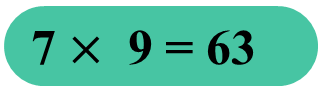 7 × 9 = 63